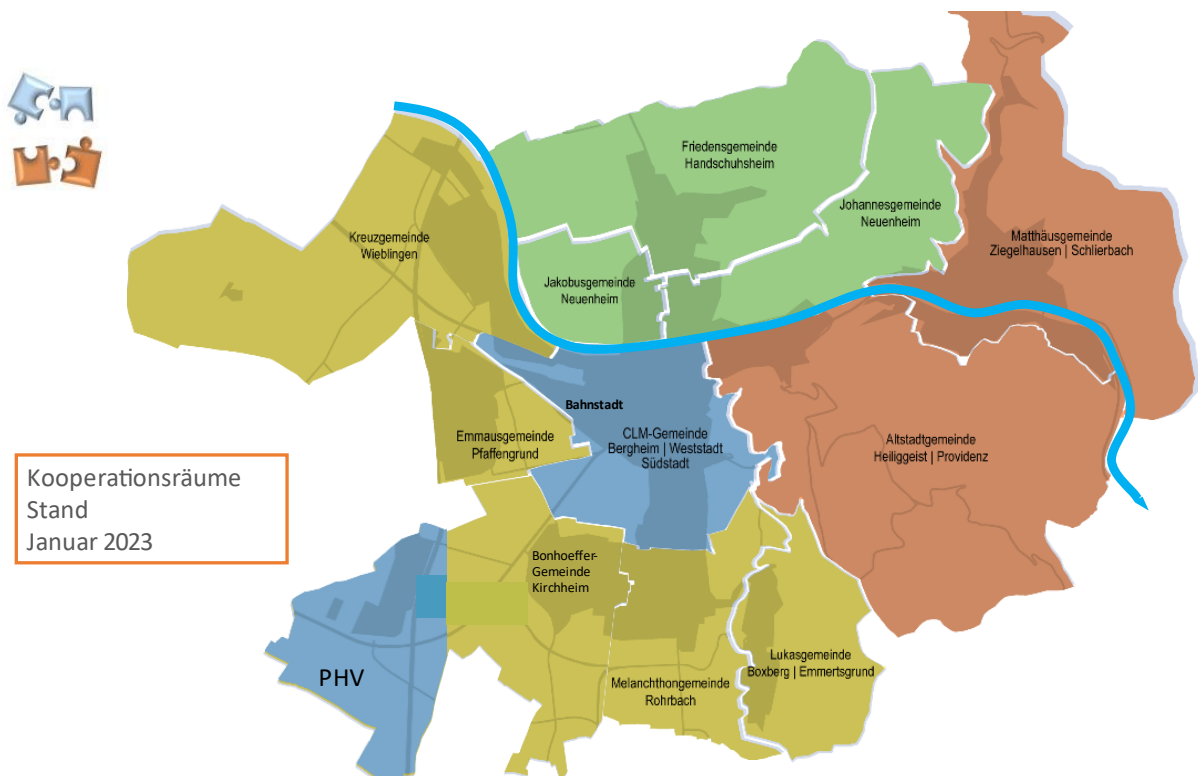 Friedensgemeinde
Handschuhsheim
Johannesgemeinde
Neuenheim
Kreuzgemeinde
Wieblingen
Matthäusgemeinde
Ziegelhausen | Schlierbach
Jakobusgemeinde
Neuenheim
Bahnstadt
Emmausgemeinde
Pfaffengrund
CLM-Gemeinde
Bergheim | Weststadt
Südstadt
Altstadtgemeinde
Heiliggeist | Providenz
Kooperationsräume
Stand
Januar 2023
Bonhoeffer-
Gemeinde
Kirchheim
PHV
Melanchthongemeinde
Rohrbach
Lukasgemeinde
Boxberg | Emmertsgrund